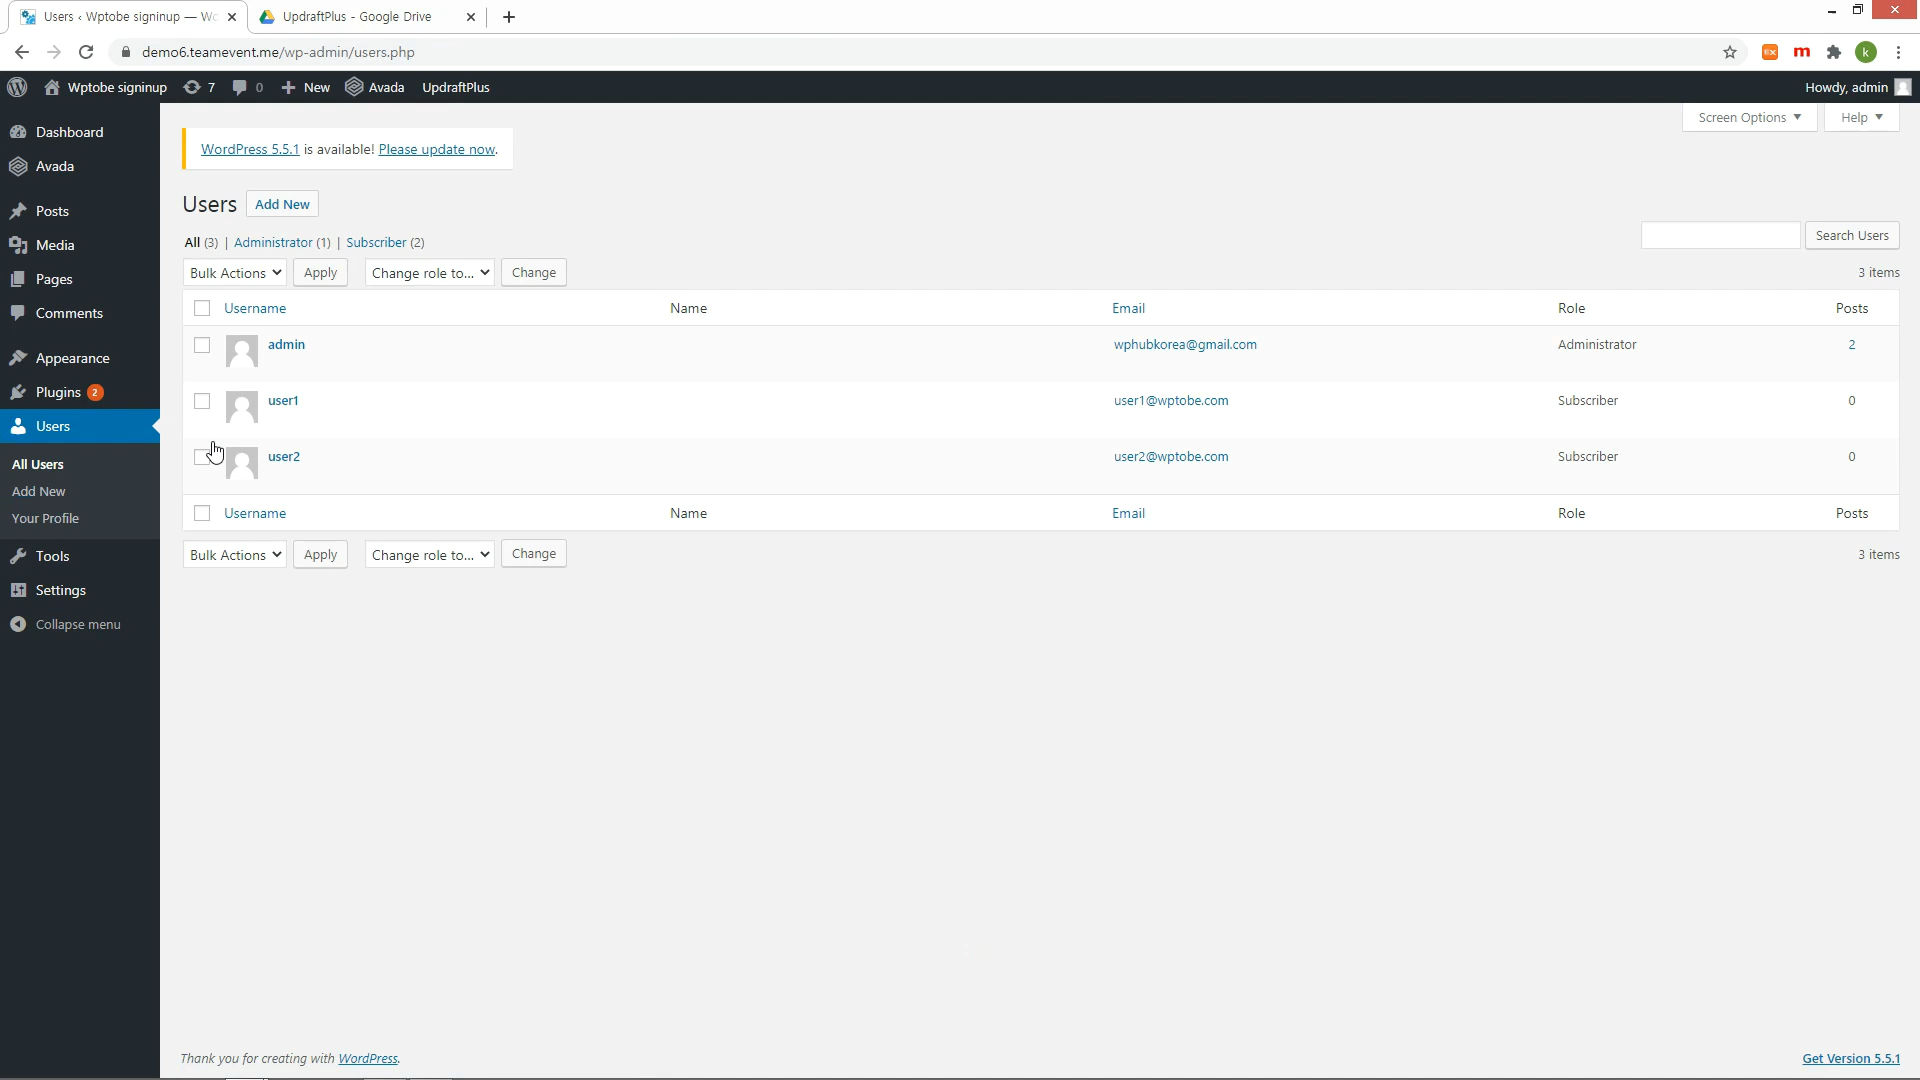 Users ‹ Wptobe signinup — Wo
UpdraftPlus - Google Drive
demo6.teamevent.me/wp-admin/users.php
k
Wptobe signinup 7 0 New Avada UpdraftPlus Howdy, admin
Screen Options Help
Dashboard
Avada
Posts
Media
Pages
Comments
Appearance
Plugins 2
Users
All Users
Add New
Your Profile
Tools
Settings
Collapse menu
WordPress 5.5.1 is available! Please update now.
Users Add New
All (3) | Administrator (1) | Subscriber (2)
Search Users
Bulk Actions Apply Change role to... Change 3 items
Username Name Email Role Posts
admin wphubkorea@gmail.com Administrator 2
user1 user1@wptobe.com Subscriber 0
user2 user2@wptobe.com Subscriber 0
Username Name Email Role Posts
Bulk Actions Apply Change role to... Change 3 items
Thank you for creating with WordPress. Get Version 5.5.1